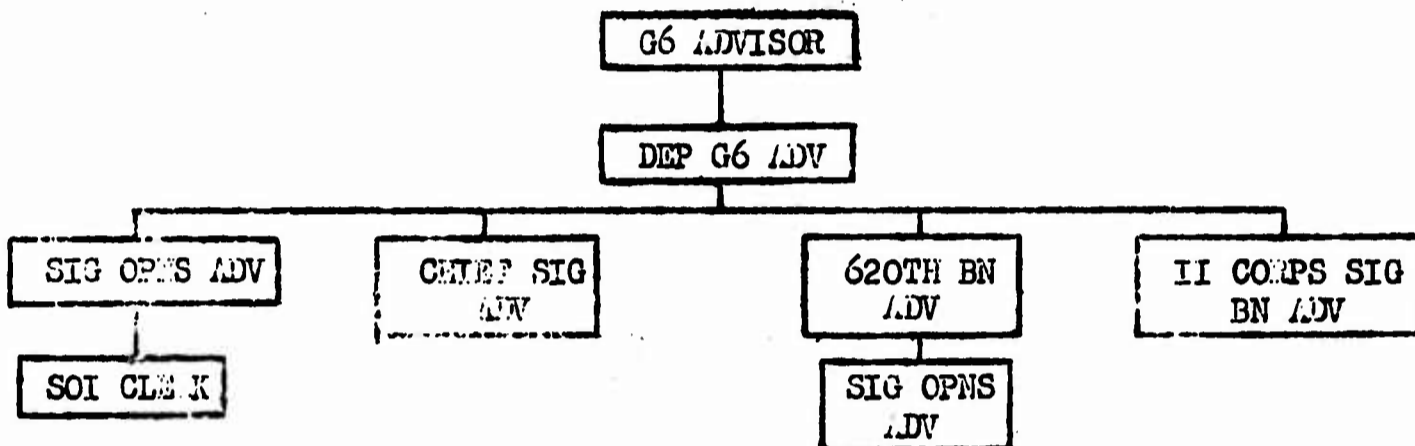 G6 ADVISOR
DEP G6 ADV
SIG OPNS ADV
CHIEF SIG
ADV
620TH BN
ADV
II CORPS SIG
BN ADV
SOI CLERK
SIG OPNS
ADV